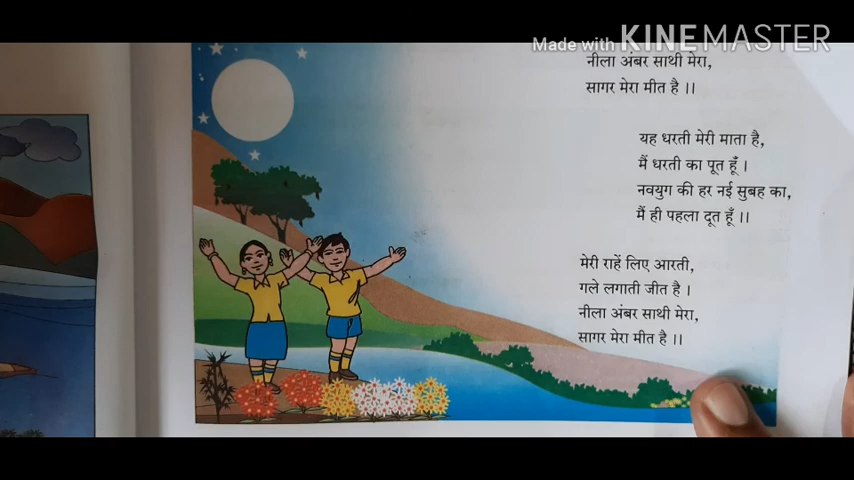 Made with KINEMASTER
नीला अंबर साथी मेरा,
सागर मेरा मीत है ।।
यह धरती मेरी माता है,
मैं धरती का पूत हूँ ।
नवयुग की हर नई सुबह का,
मैं ही पहला दूत हूँ ।।
मेरी राहें लिए आरती,
गले लगाती जीत है ।
नीला अंबर साथी मेरा,
सागर मेरा मीत है ।।